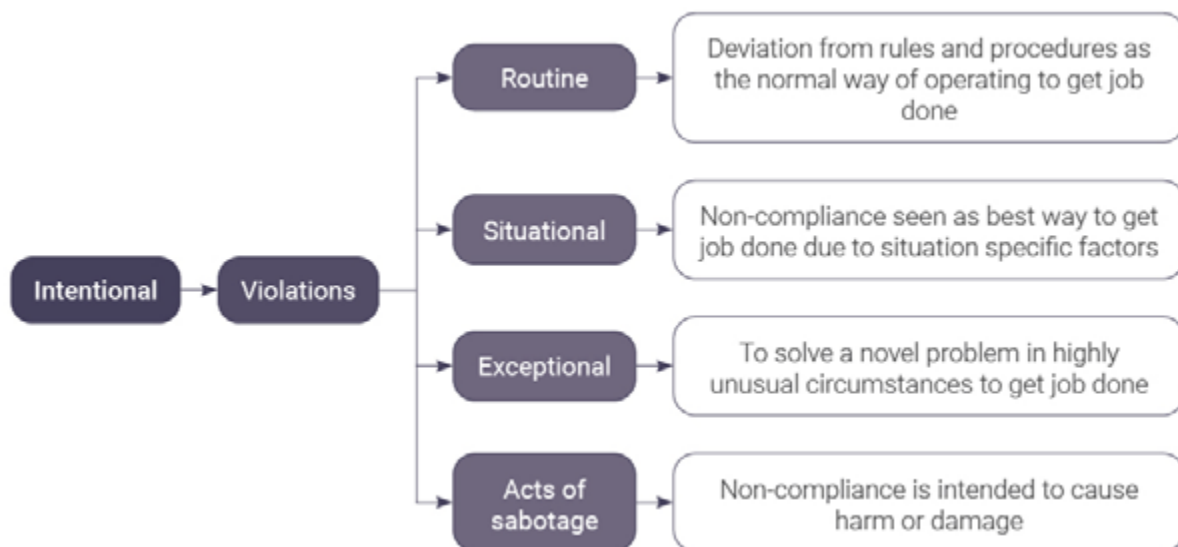 Routine
Deviation from rules and procedures as
the normal way of operating to get job
done
Situational
Non-compliance seen as best way to get
job done due to situation specific factors
Intentional
Violations
Exceptional
To solve a novel problem in highly
unusual circumstances to get job done
Acts of
sabotage
Non-compliance is intended to cause
harm or damage